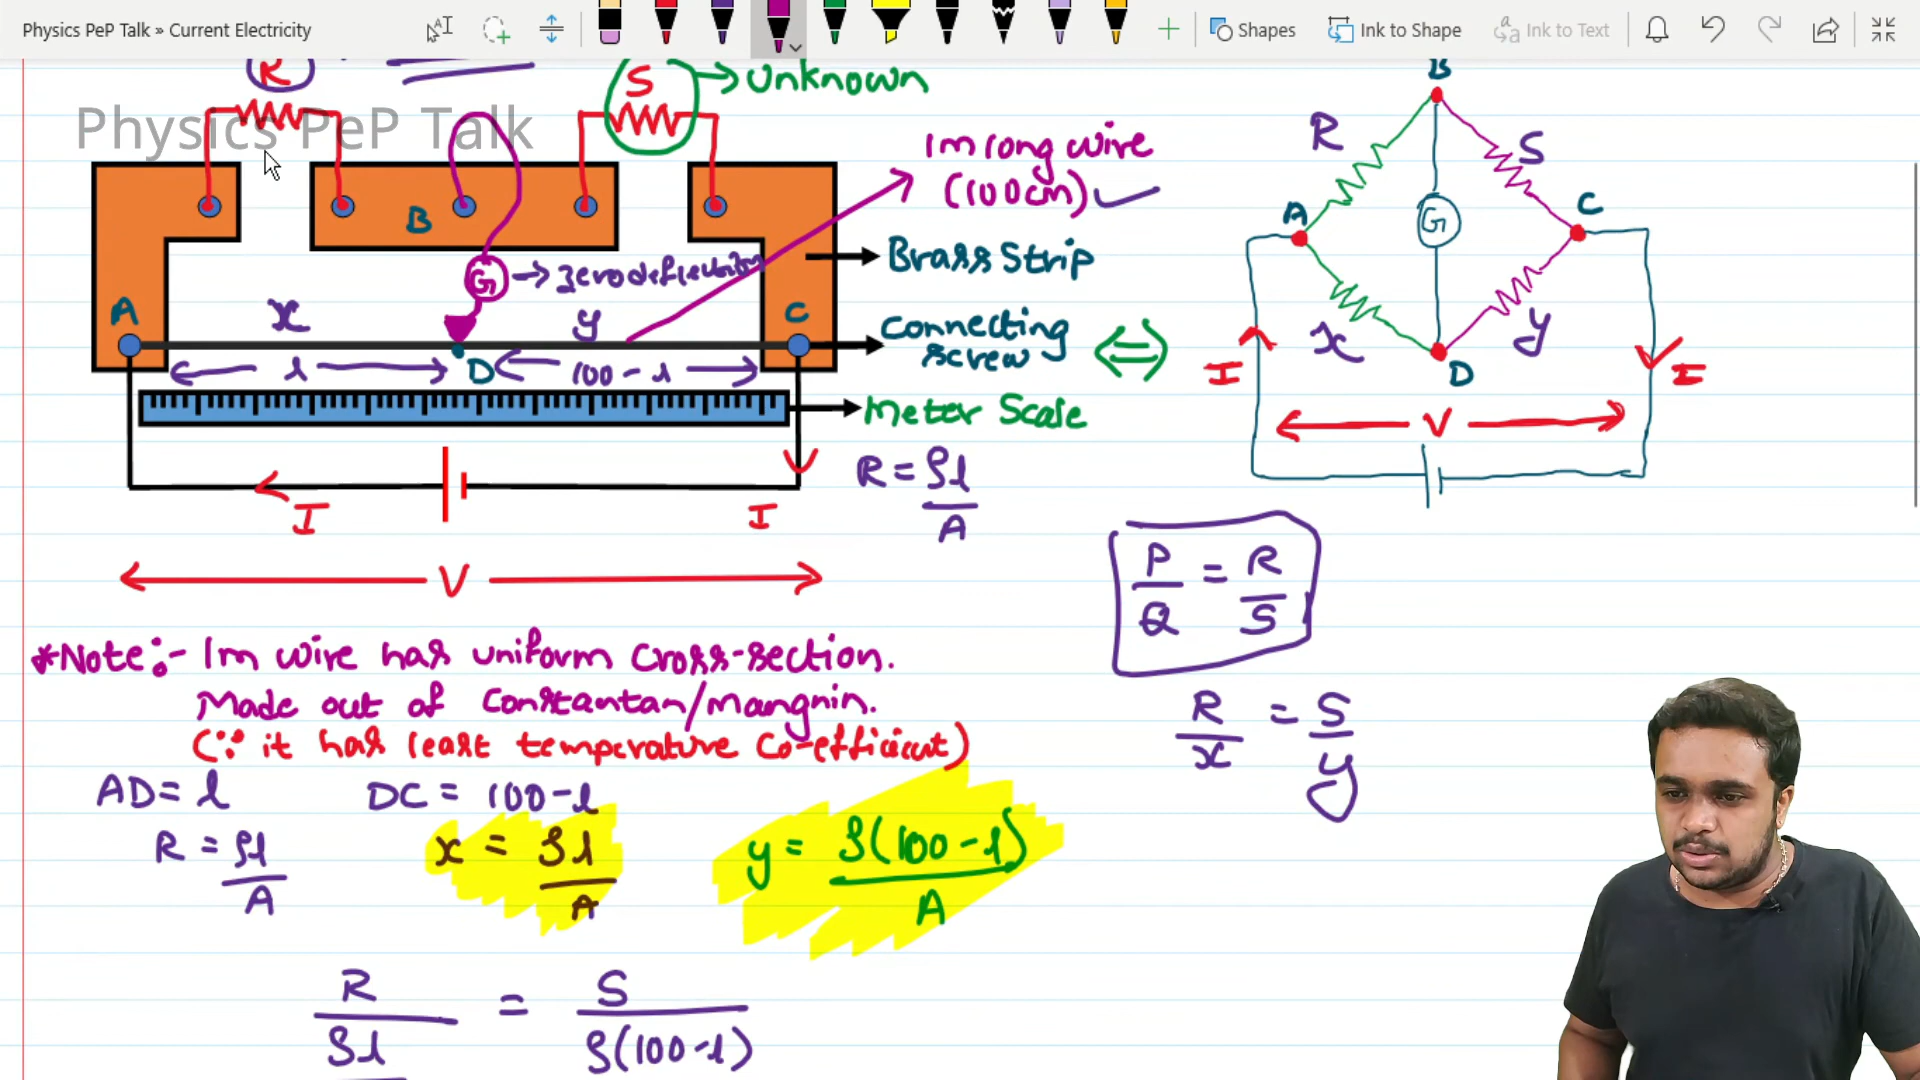 Physics PeP Talk » Current Electricity
Shapes
Ink to Shape
Ink to Text
R
S
Unknown
Physics PeP Talk
1m long wire
(100cm)
B
G
zero deflection
Brass Strip
A
x
y
C
Connecting
screw
l
D
100-l
Meter Scale
I
I
V
R = ρl
A
B
R
S
A
G
C
x
y
D
I
I
V
P = R
Q S
R = S
x y
*Note:- 1m wire has uniform cross-section.
Made out of Constantan/mangnin.
(∵ it has least temperature Co-efficient)
AD = l DC = 100-l
R = ρl
A
x = ρl
A
y = ρ(100-l)
A
R = S
ρl ρ(100-l)